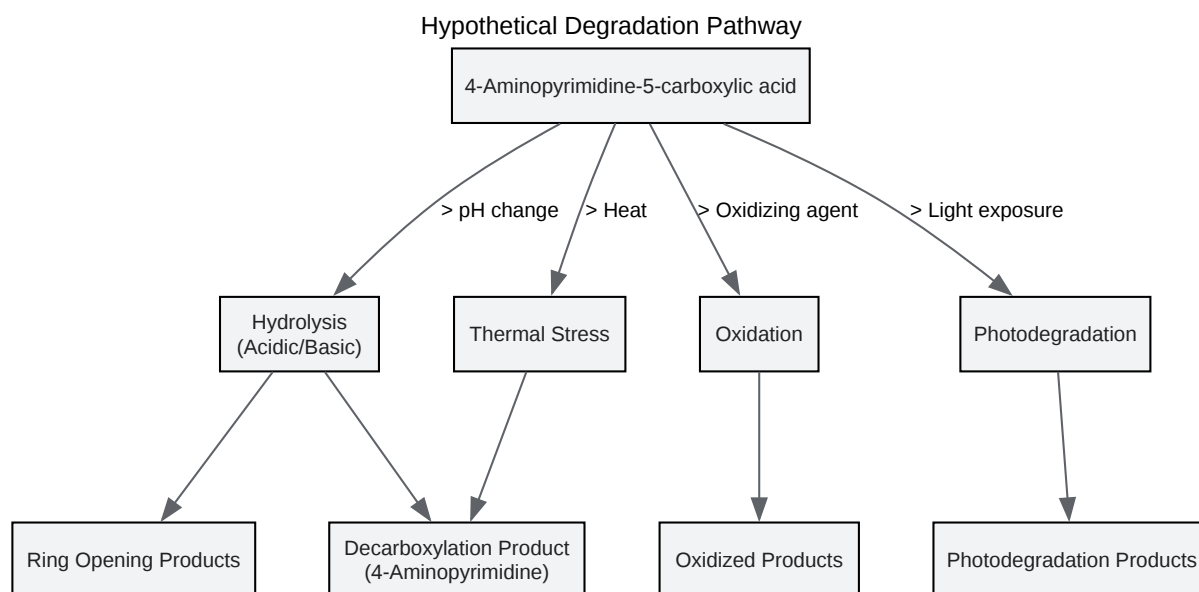 Hypothetical Degradation Pathway
4-Aminopyrimidine-5-carboxylic acid
> pH change
> Heat
> Oxidizing agent
> Light exposure
Hydrolysis
(Acidic/Basic)
Thermal Stress
Oxidation
Photodegradation
Ring Opening Products
Decarboxylation Product
(4-Aminopyrimidine)
Oxidized Products
Photodegradation Products